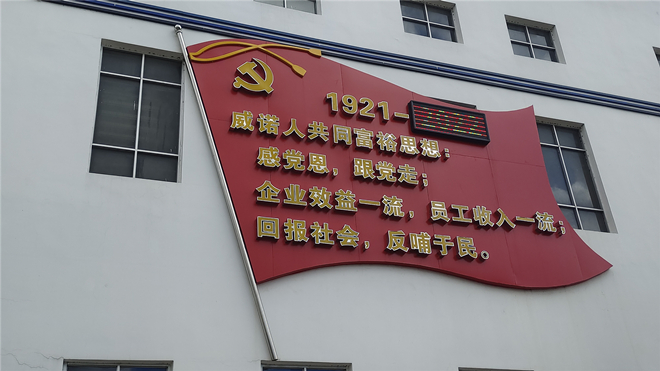 1921-
威诺人共同富裕思想：
感党恩，跟党走；
企业效益一流，员工收入一流；
回报社会，反哺于民。